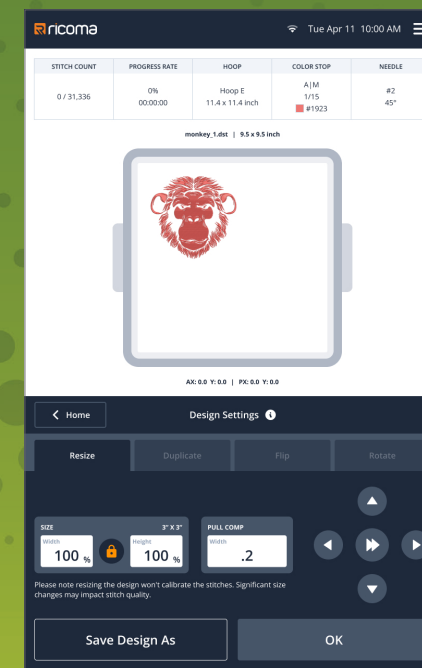 ricoma Tue Apr 11 10:00 AM
STITCH COUNT PROGRESS RATE HOOP COLOR STOP NEEDLE
0 / 31,336 0% 00:00:00 Hoop E 11.4 x 11.4 inch A|M 1/15 #1923 #2 45°
monkey_1.dst | 9.5 x 9.5 inch
AX: 0.0 Y: 0.0 | PX: 0.0 Y: 0.0
Home Design Settings i
Resize Duplicate Flip Rotate
SIZE 3" X 3" PULL COMP
Width Height Width
100 % 100 % .2
Please note resizing the design won't calibrate the stitches. Significant size
changes may impact stitch quality.
Save Design As OK